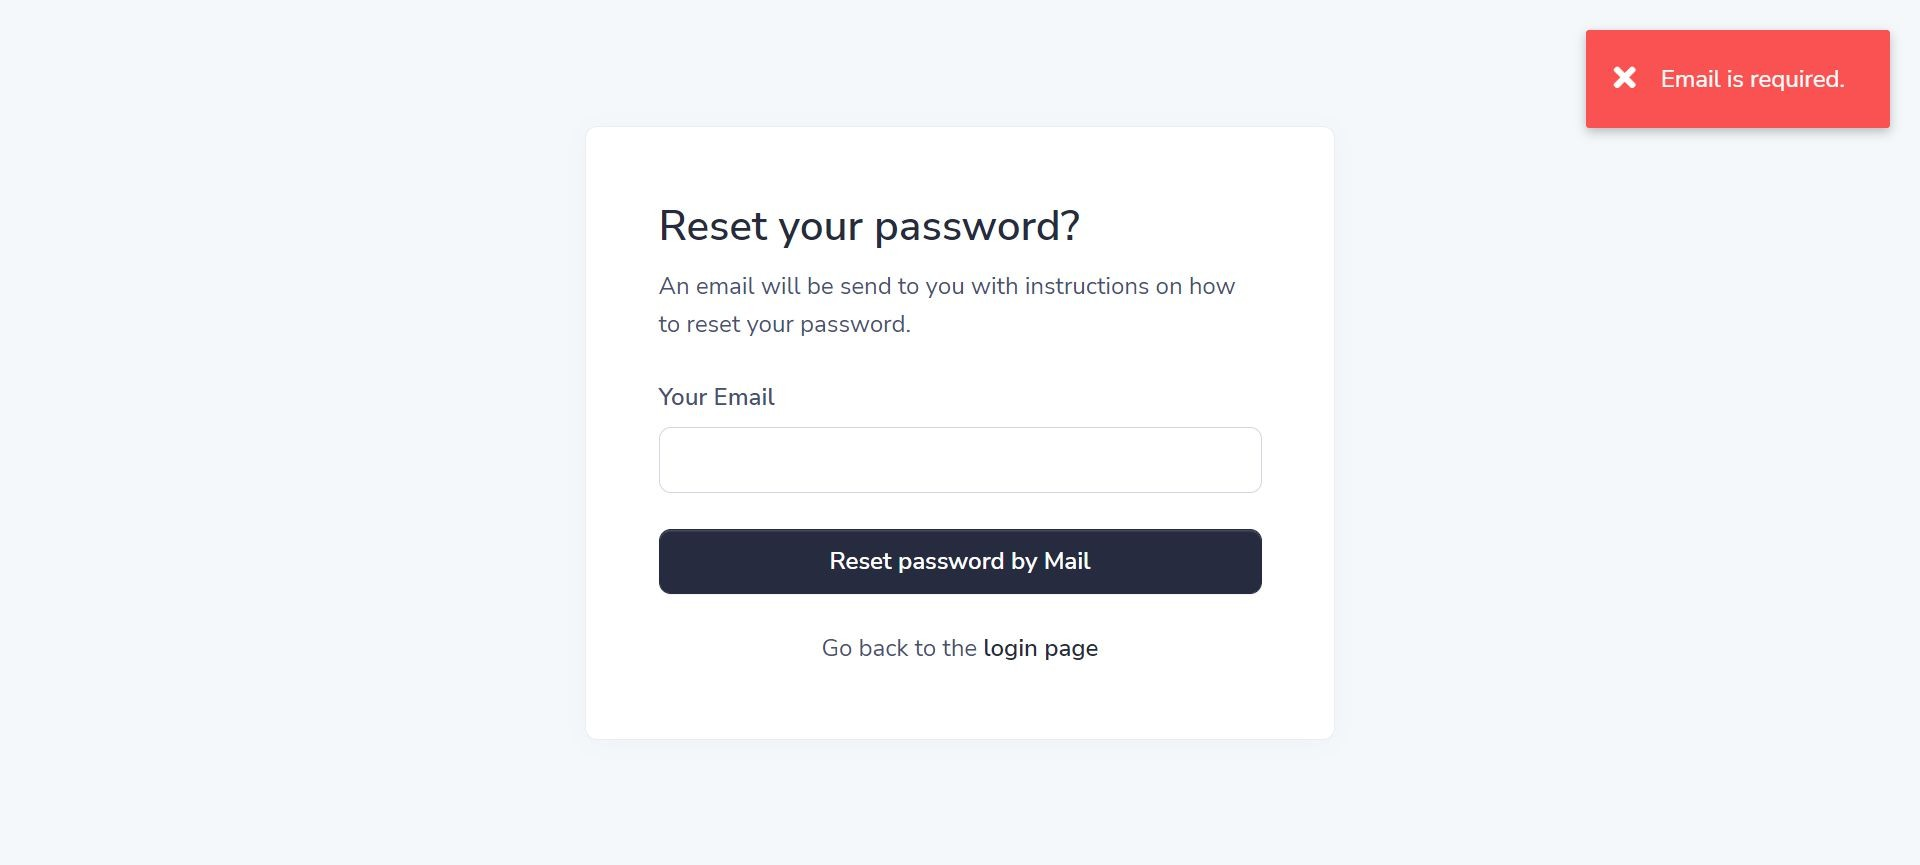 Email is required.
Reset your password?
An email will be send to you with instructions on how
to reset your password.
Your Email
Reset password by Mail
Go back to the login page